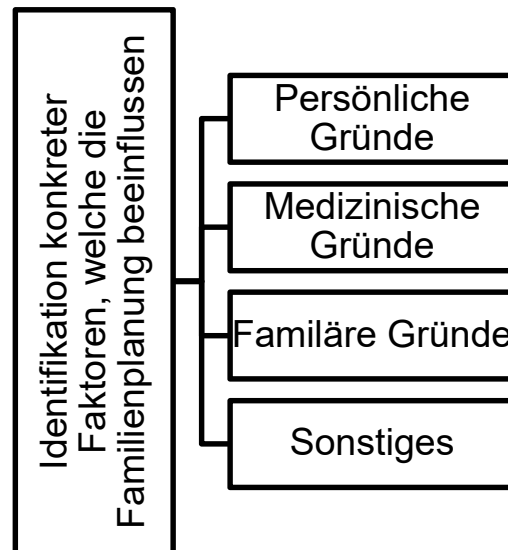 Identifikation konkreter
Faktoren, welche die
Familienplanung beeinflussen
Persönliche
Gründe
Medizinische
Gründe
Familäre Gründe
Sonstiges